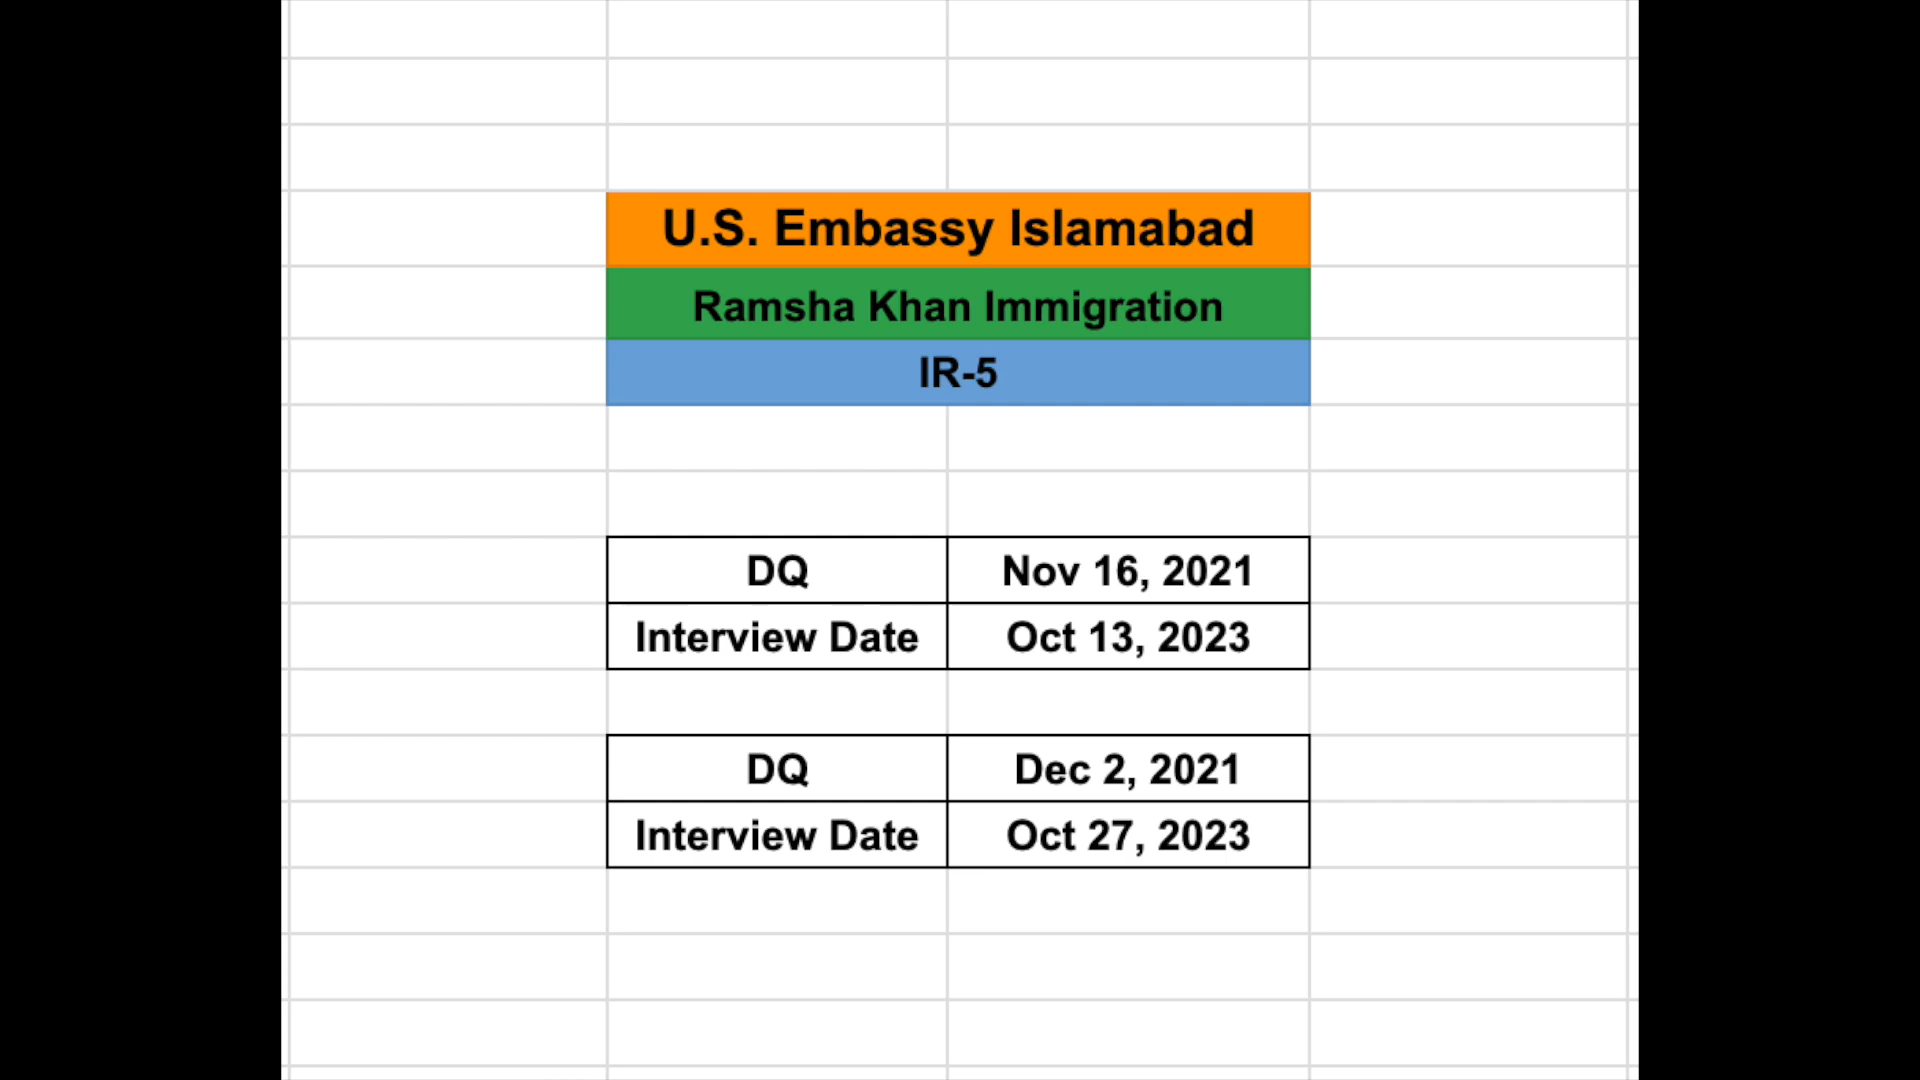 U.S. Embassy Islamabad
Ramsha Khan Immigration
IR-5
DQ Nov 16, 2021
Interview Date Oct 13, 2023
DQ Dec 2, 2021
Interview Date Oct 27, 2023